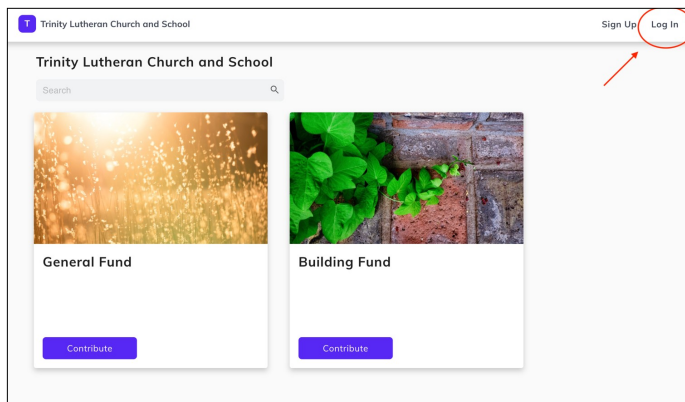 T Trinity Lutheran Church and School Sign Up Log In
Trinity Lutheran Church and School
Search
General Fund Building Fund
Contribute Contribute